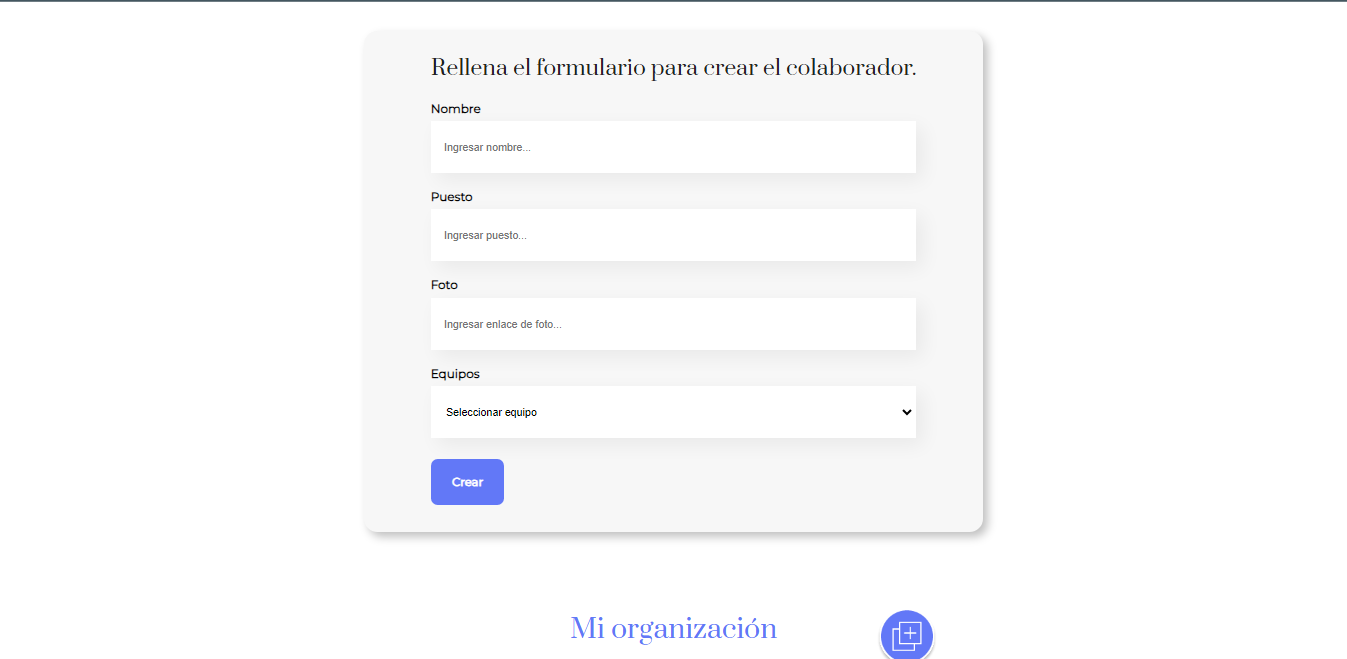 Rellena el formulario para crear el colaborador.
Nombre
Ingresar nombre...
Puesto
Ingresar puesto...
Foto
Ingresar enlace de foto...
Equipos
Seleccionar equipo
Crear
Mi organización